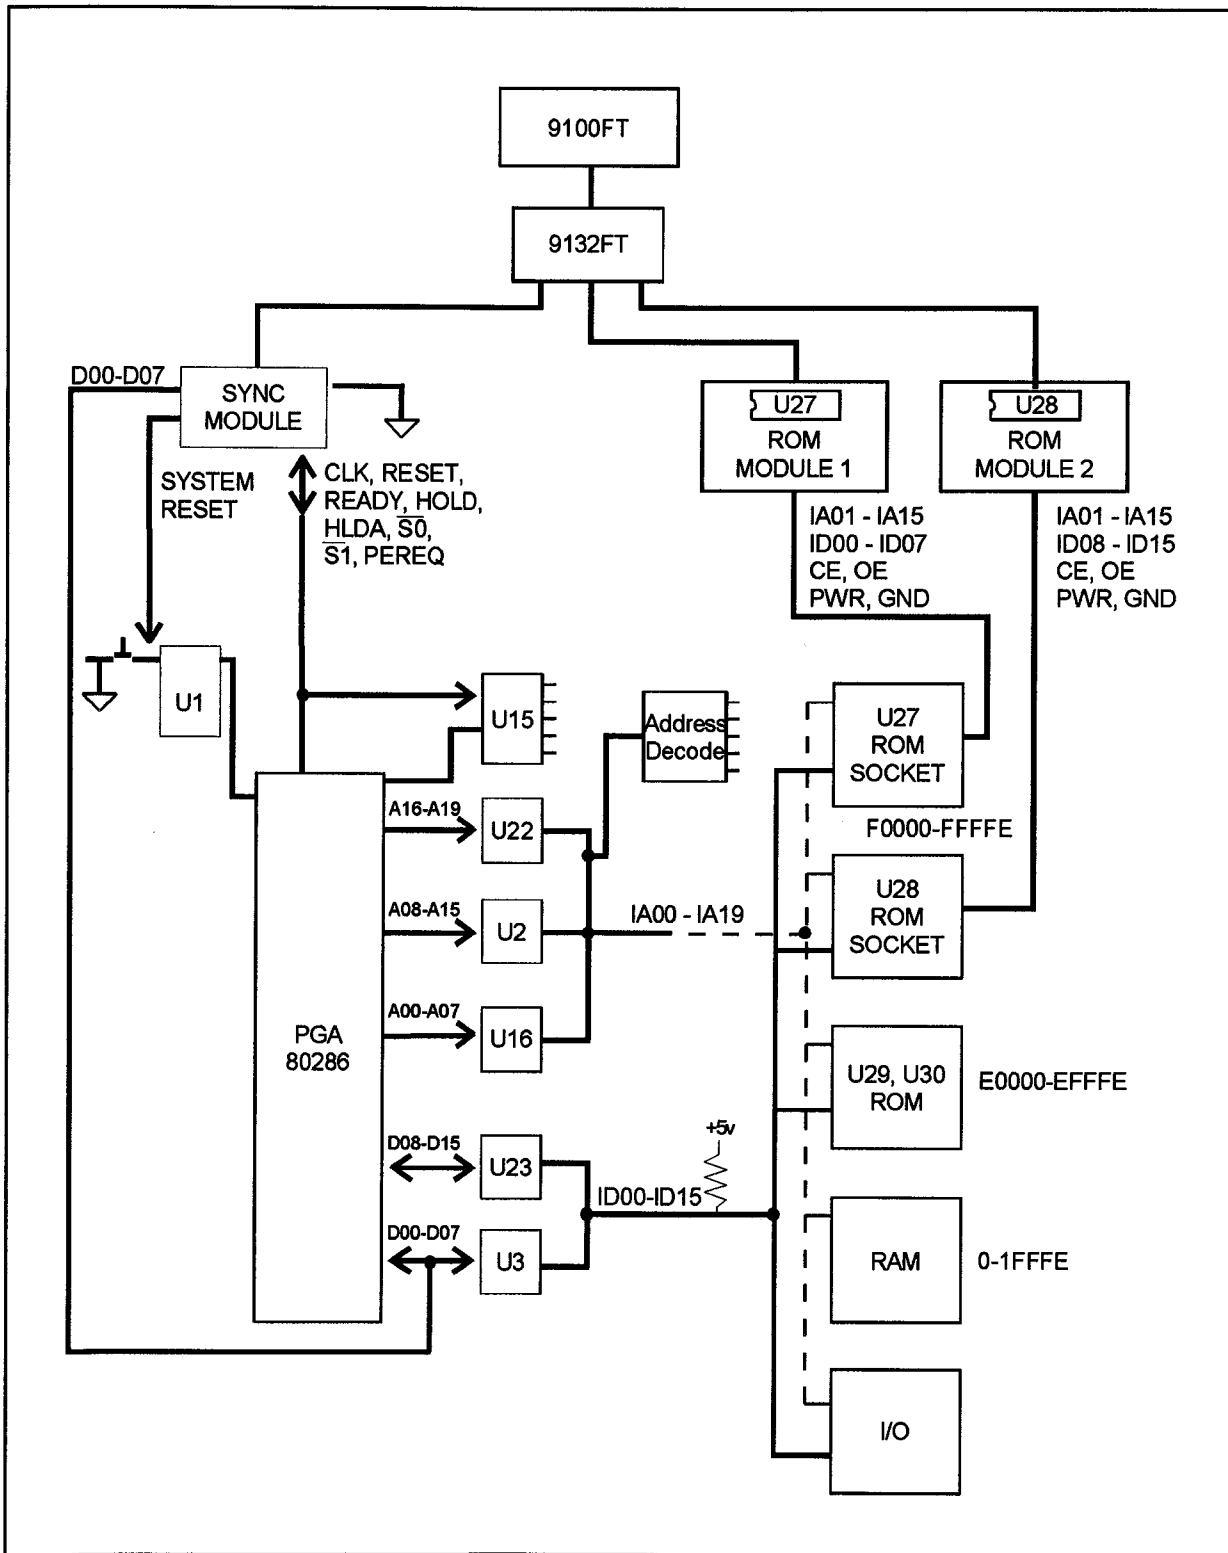 9100FT
9132FT
D00-D07
SYNC
MODULE
U27
ROM
MODULE 1
U28
ROM
MODULE 2
SYSTEM
RESET
CLK, RESET,
READY, HOLD,
HLDA, S̅0̅,
S̅1̅, PEREQ
IA01 - IA15
ID00 - ID07
CE, OE
PWR, GND
IA01 - IA15
ID08 - ID15
CE, OE
PWR, GND
U1
U15
Address
Decode
U27
ROM
SOCKET
A16-A19
U22
F0000-FFFFE
A08-A15
U2
IA00 - IA19
U28
ROM
SOCKET
PGA
80286
A00-A07
U16
U29, U30
ROM
E0000-EFFFE
D08-D15
U23
+5v
ID00-ID15
D00-D07
U3
RAM
0-1FFFE
I/O